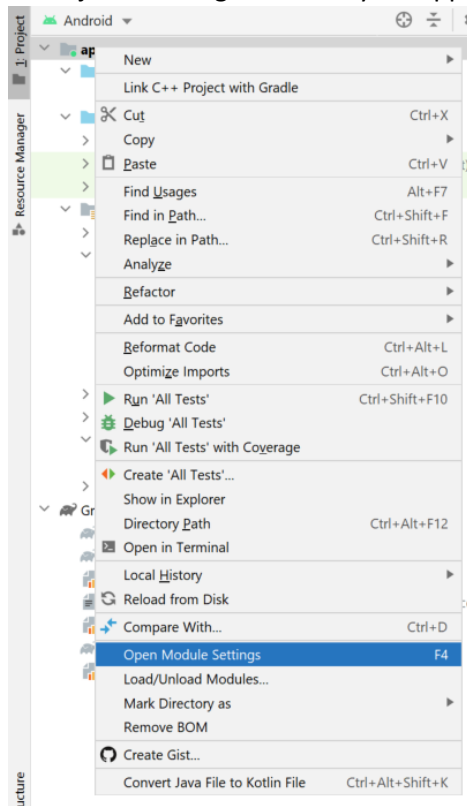 1: Project
Resource Manager
Android
ap
New
Link C++ Project with Gradle
Cut Ctrl+X
Copy
Paste Ctrl+V
Find Usages Alt+F7
Find in Path... Ctrl+Shift+F
Replace in Path... Ctrl+Shift+R
Analyze
Refactor
Add to Favorites
Reformat Code Ctrl+Alt+L
Optimize Imports Ctrl+Alt+O
Run 'All Tests' Ctrl+Shift+F10
Debug 'All Tests'
Run 'All Tests' with Coverage
Create 'All Tests'...
Show in Explorer
Gr
Directory Path Ctrl+Alt+F12
Open in Terminal
Local History
Reload from Disk
Compare With... Ctrl+D
Open Module Settings F4
Load/Unload Modules...
Mark Directory as
Remove BOM
Create Gist...
Convert Java File to Kotlin File Ctrl+Alt+Shift+K
ucture